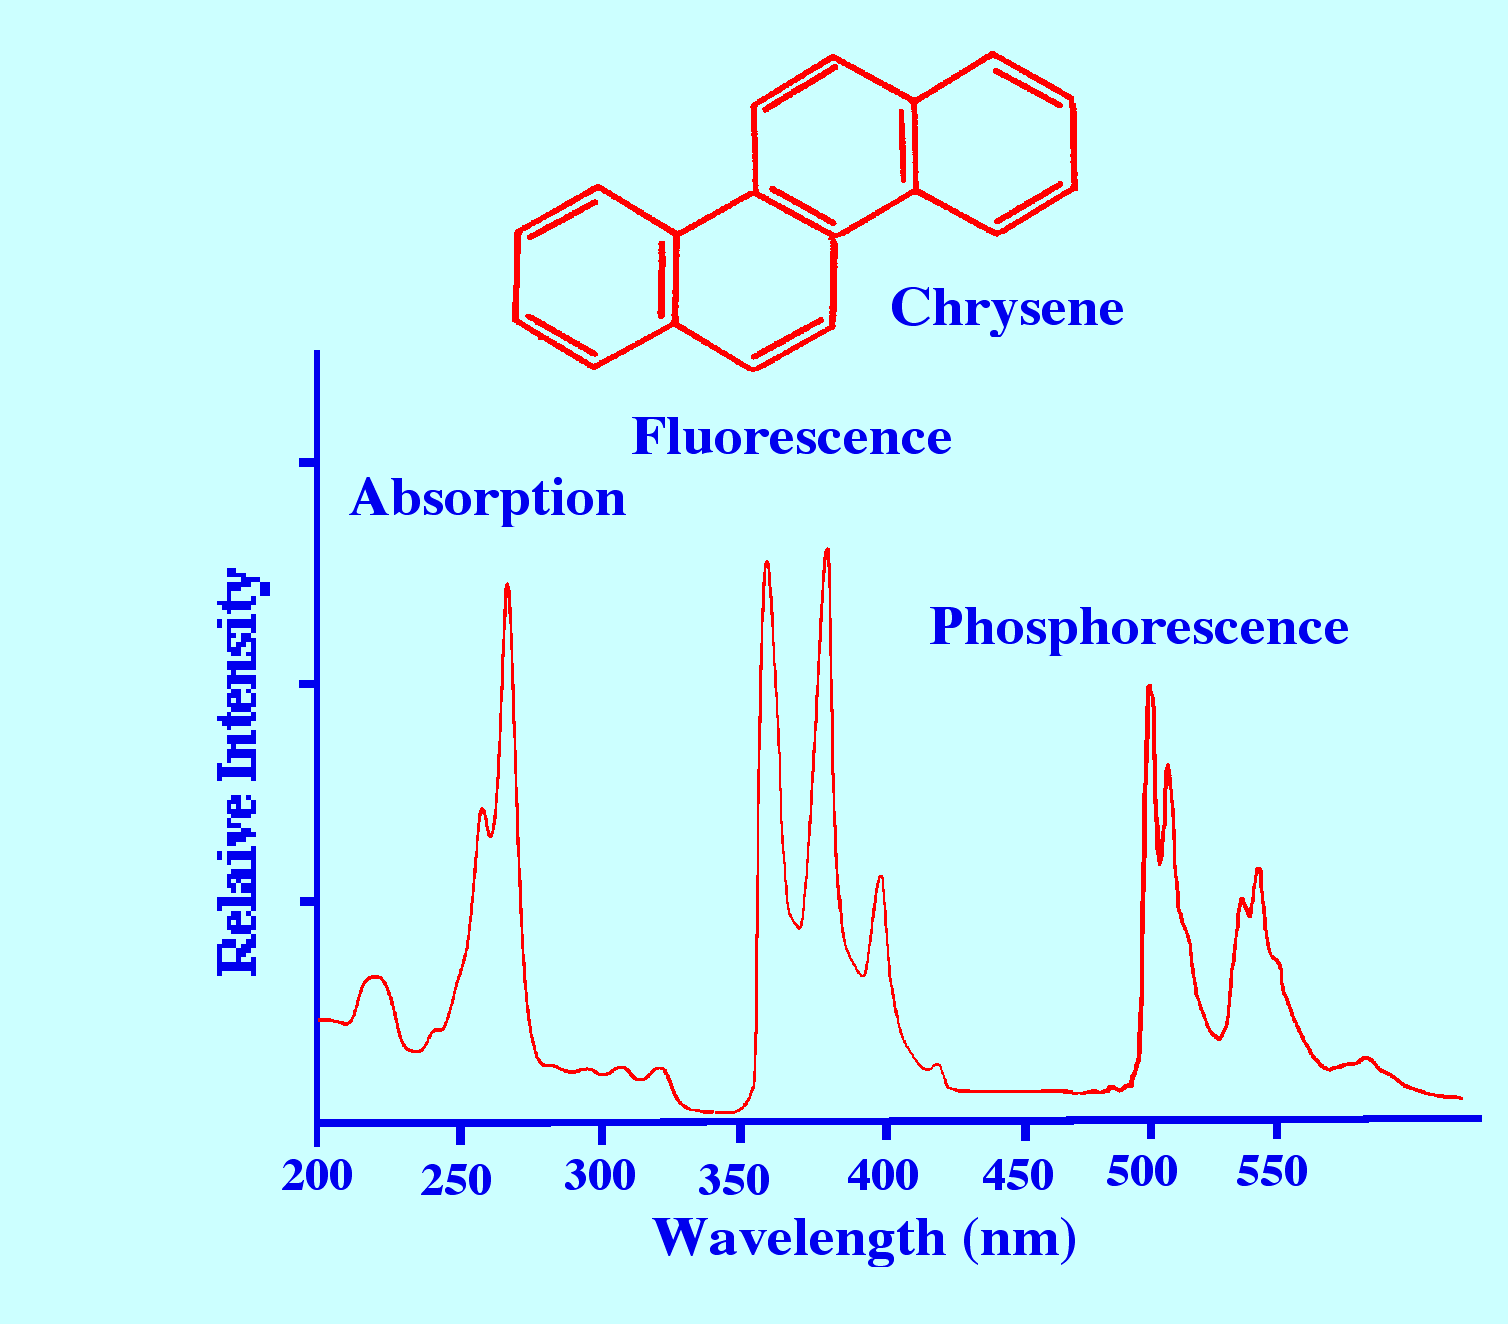 Chrysene
Fluorescence
Absorption
Phosphorescence
Relaive Intensity
200 250 300 350 400 450 500 550
Wavelength (nm)